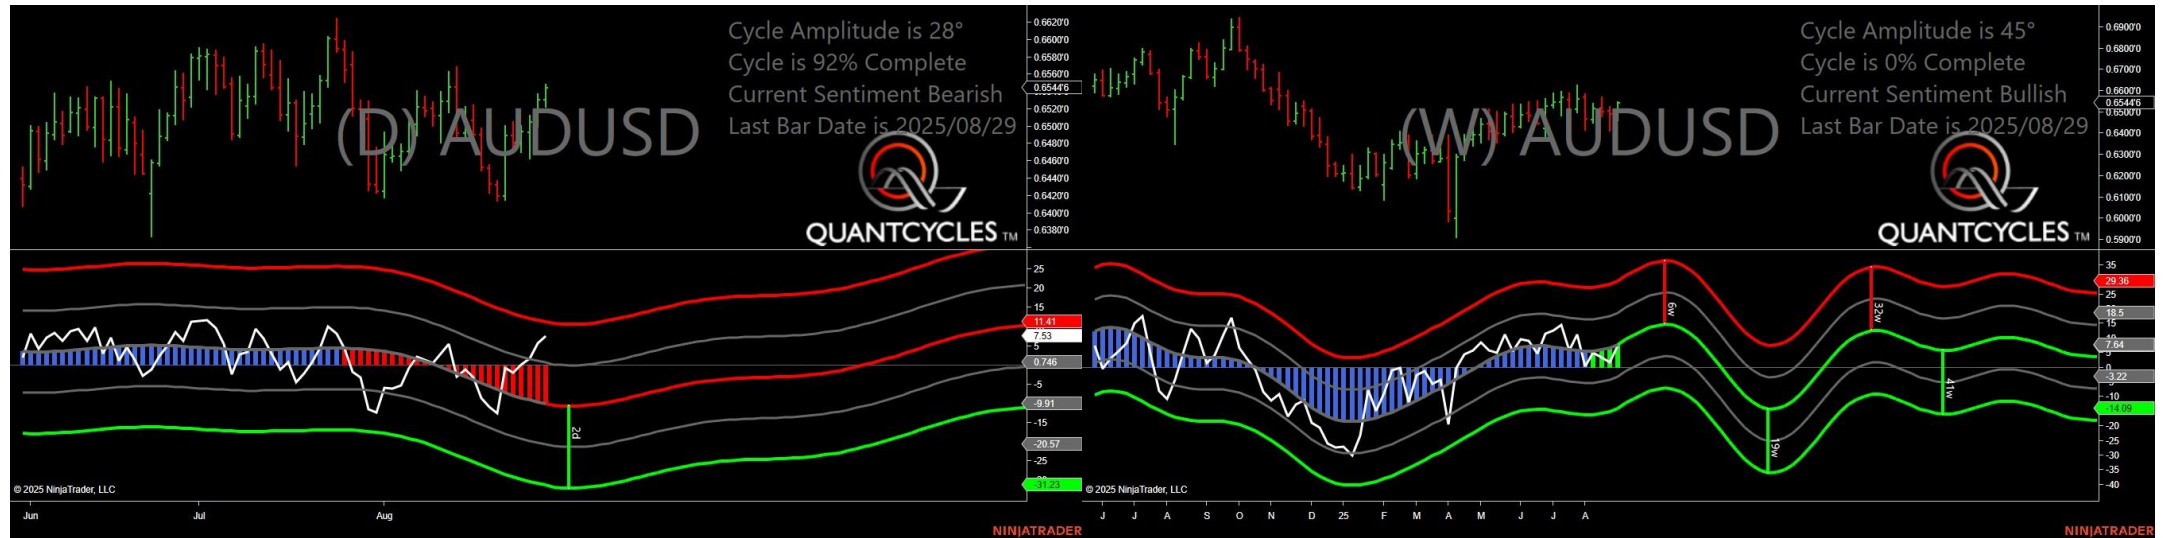 Cycle Amplitude is 28°
Cycle is 92% Complete
Current Sentiment Bearish
Last Bar Date is 2025/08/29
(D) AUDUSD
QUANTCYCLES TM
0.6620'0
0.6600'0
0.6580'0
0.6560'0
0.6544'6
0.6520'0
0.6500'0
0.6480'0
0.6460'0
0.6440'0
0.6420'0
0.6400'0
0.6380'0
25
20
15
11.41
7.53
5
0.746
-5
-9.91
-15
-20.57
-25
-31.23
2d
© 2025 NinjaTrader, LLC
Jun Jul Aug
NINJATRADER
Cycle Amplitude is 45°
Cycle is 0% Complete
Current Sentiment Bullish
Last Bar Date is 2025/08/29
(W) AUDUSD
QUANTCYCLES TM
0.6900'0
0.6800'0
0.6700'0
0.6600'0
0.6544'6
0.6500'0
0.6400'0
0.6300'0
0.6200'0
0.6100'0
0.6000'0
0.5900'0
35
29.36
25
18.5
15
7.64
0
-3.22
-10
-14.09
-20
-25
-30
-35
-40
6w
19w
32w
41w
© 2025 NinjaTrader, LLC
J J A S O N D 25 F M A M J J A
NINJATRADER